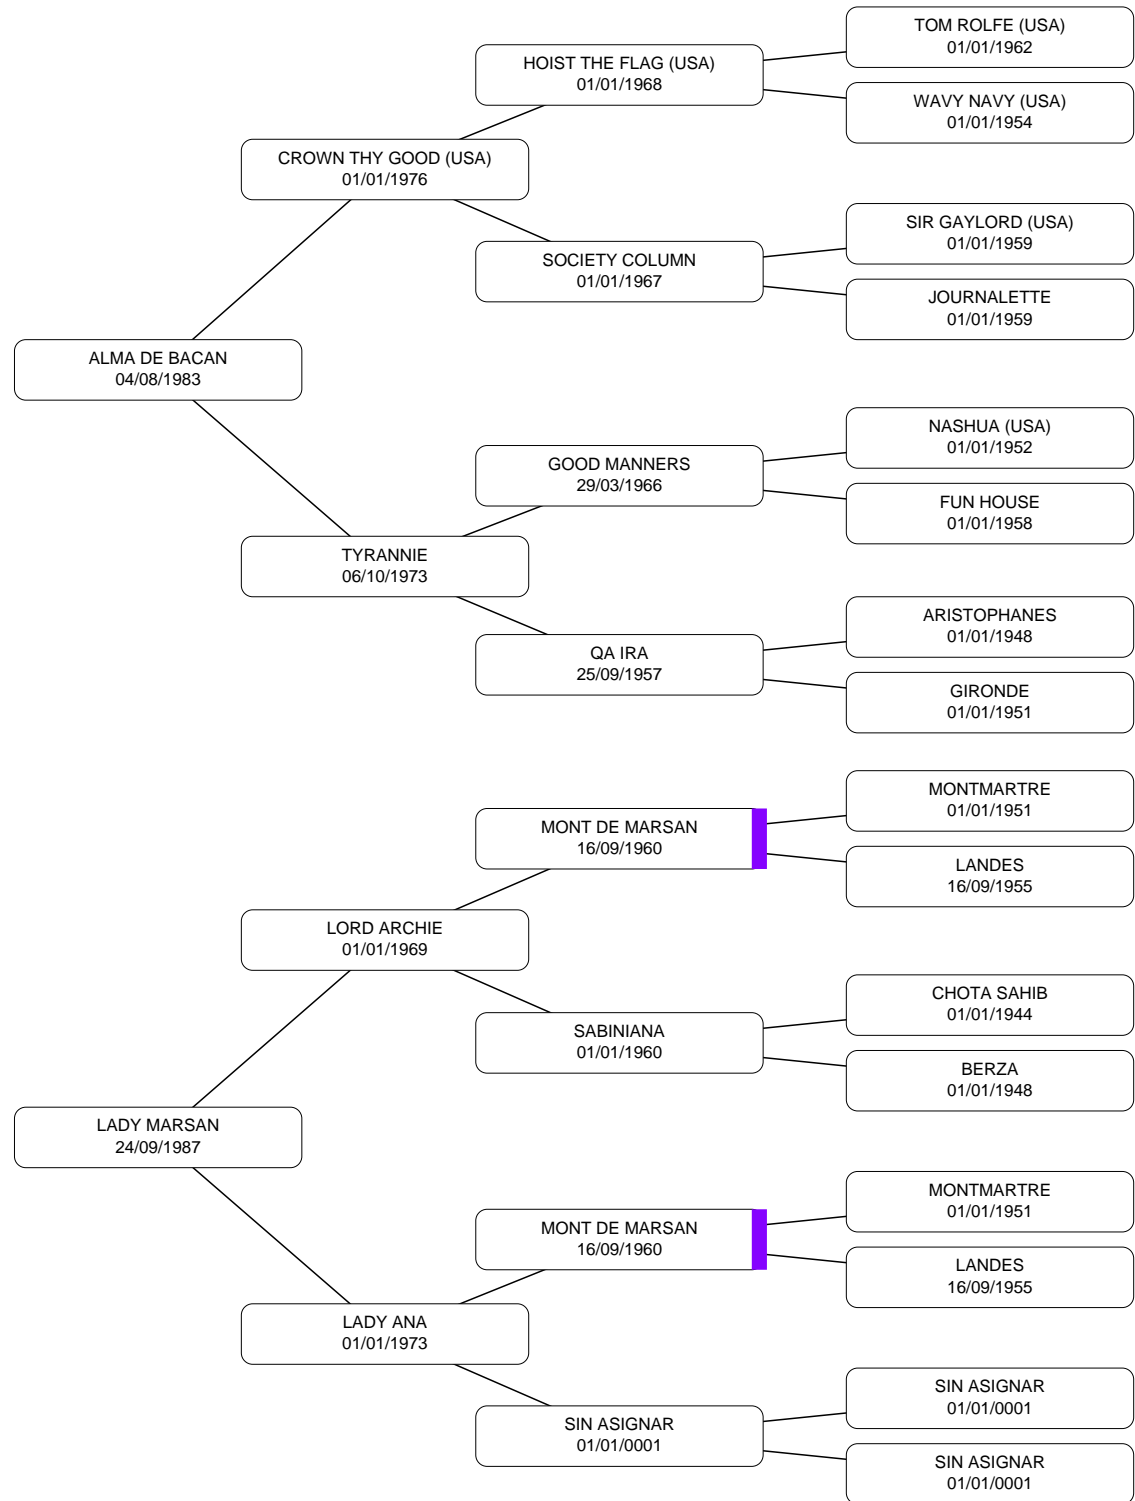 TOM ROLFE (USA)
01/01/1962
HOIST THE FLAG (USA)
01/01/1968
WAVY NAVY (USA)
01/01/1954
CROWN THY GOOD (USA)
01/01/1976
SIR GAYLORD (USA)
01/01/1959
SOCIETY COLUMN
01/01/1967
JOURNALETTE
01/01/1959
ALMA DE BACAN
04/08/1983
NASHUA (USA)
01/01/1952
GOOD MANNERS
29/03/1966
FUN HOUSE
01/01/1958
TYRANNIE
06/10/1973
ARISTOPHANES
01/01/1948
QA IRA
25/09/1957
GIRONDE
01/01/1951
MONTMARTRE
01/01/1951
MONT DE MARSAN
16/09/1960
LANDES
16/09/1955
LORD ARCHIE
01/01/1969
CHOTA SAHIB
01/01/1944
SABINIANA
01/01/1960
BERZA
01/01/1948
LADY MARSAN
24/09/1987
MONTMARTRE
01/01/1951
MONT DE MARSAN
16/09/1960
LANDES
16/09/1955
LADY ANA
01/01/1973
SIN ASIGNAR
01/01/0001
SIN ASIGNAR
01/01/0001
SIN ASIGNAR
01/01/0001